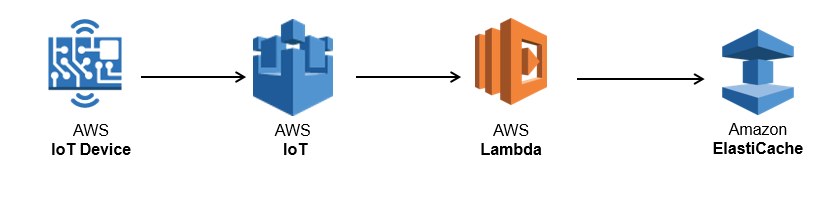 AWS
IoT Device
AWS
IoT
AWS
Lambda
Amazon
ElastiCache